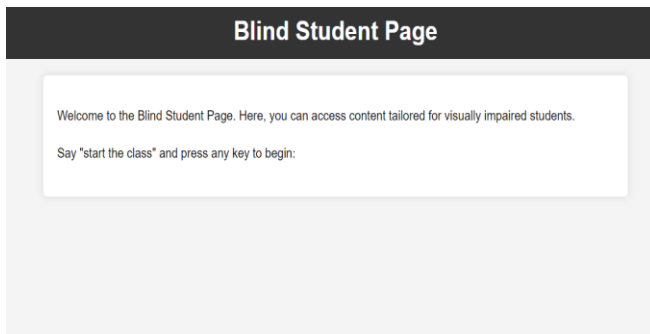 Blind Student Page
Welcome to the Blind Student Page. Here, you can access content tailored for visually impaired students.
Say "start the class" and press any key to begin: